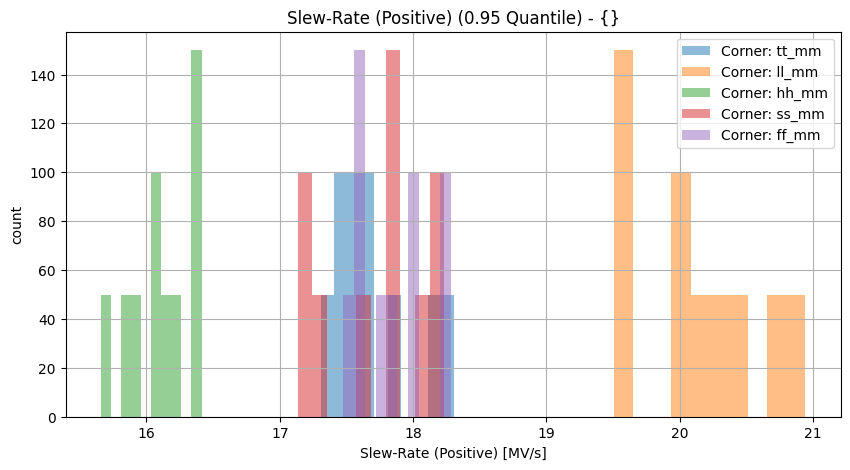 Slew-Rate (Positive) (0.95 Quantile) - {}
Corner: tt_mm
Corner: ll_mm
Corner: hh_mm
Corner: ss_mm
Corner: ff_mm
count
140
120
100
80
60
40
20
0
16 17 18 19 20 21
Slew-Rate (Positive) [MV/s]